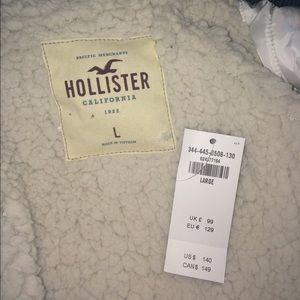 PACIFIC MERCHANTS
HOLLISTER
CALIFORNIA
1922
L
MADE IN VIETNAM
344-445-0508-130
LARGE
UK £ 99
EU € 129
US $ 140
CAN $ 149